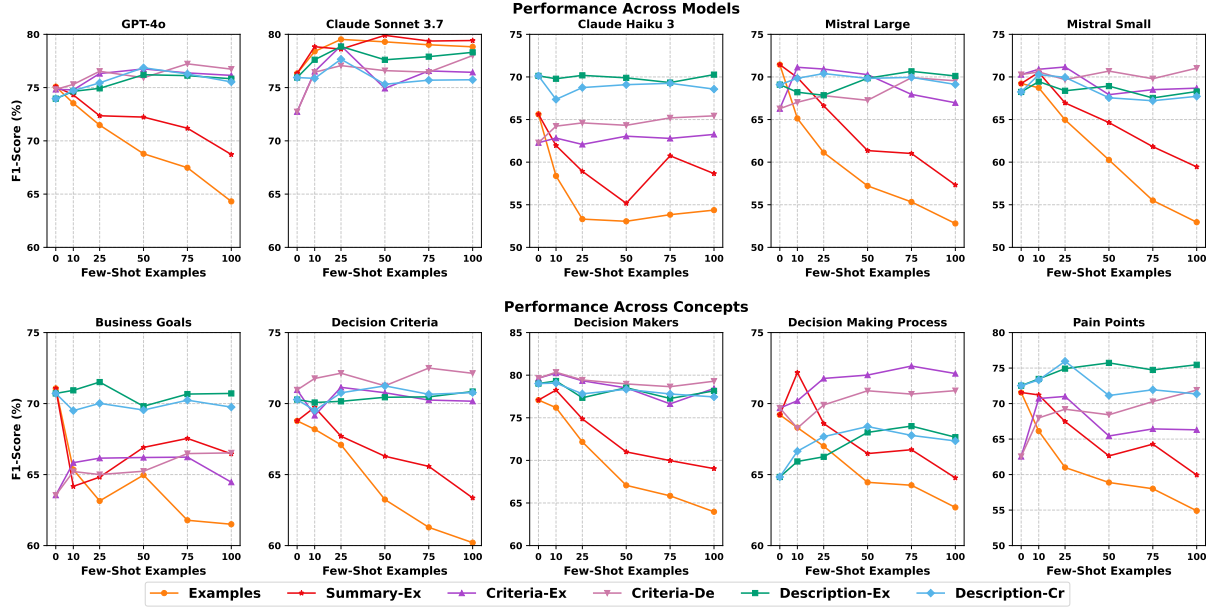 Performance Across Models
GPT-4o
Claude Sonnet 3.7
Claude Haiku 3
Mistral Large
Mistral Small
F1-Score (%)
80
75
70
65
60
0 10 25 50 75 100
Few-Shot Examples
80
75
70
65
60
0 10 25 50 75 100
Few-Shot Examples
75
70
65
60
55
50
0 10 25 50 75 100
Few-Shot Examples
75
70
65
60
55
50
0 10 25 50 75 100
Few-Shot Examples
75
70
65
60
55
50
0 10 25 50 75 100
Few-Shot Examples
Performance Across Concepts
Business Goals
Decision Criteria
Decision Makers
Decision Making Process
Pain Points
F1-Score (%)
75
70
65
60
0 10 25 50 75 100
Few-Shot Examples
75
70
65
60
0 10 25 50 75 100
Few-Shot Examples
85
80
75
70
65
60
0 10 25 50 75 100
Few-Shot Examples
75
70
65
60
0 10 25 50 75 100
Few-Shot Examples
80
75
70
65
60
55
50
0 10 25 50 75 100
Few-Shot Examples
Examples Summary-Ex Criteria-Ex Criteria-De Description-Ex Description-Cr